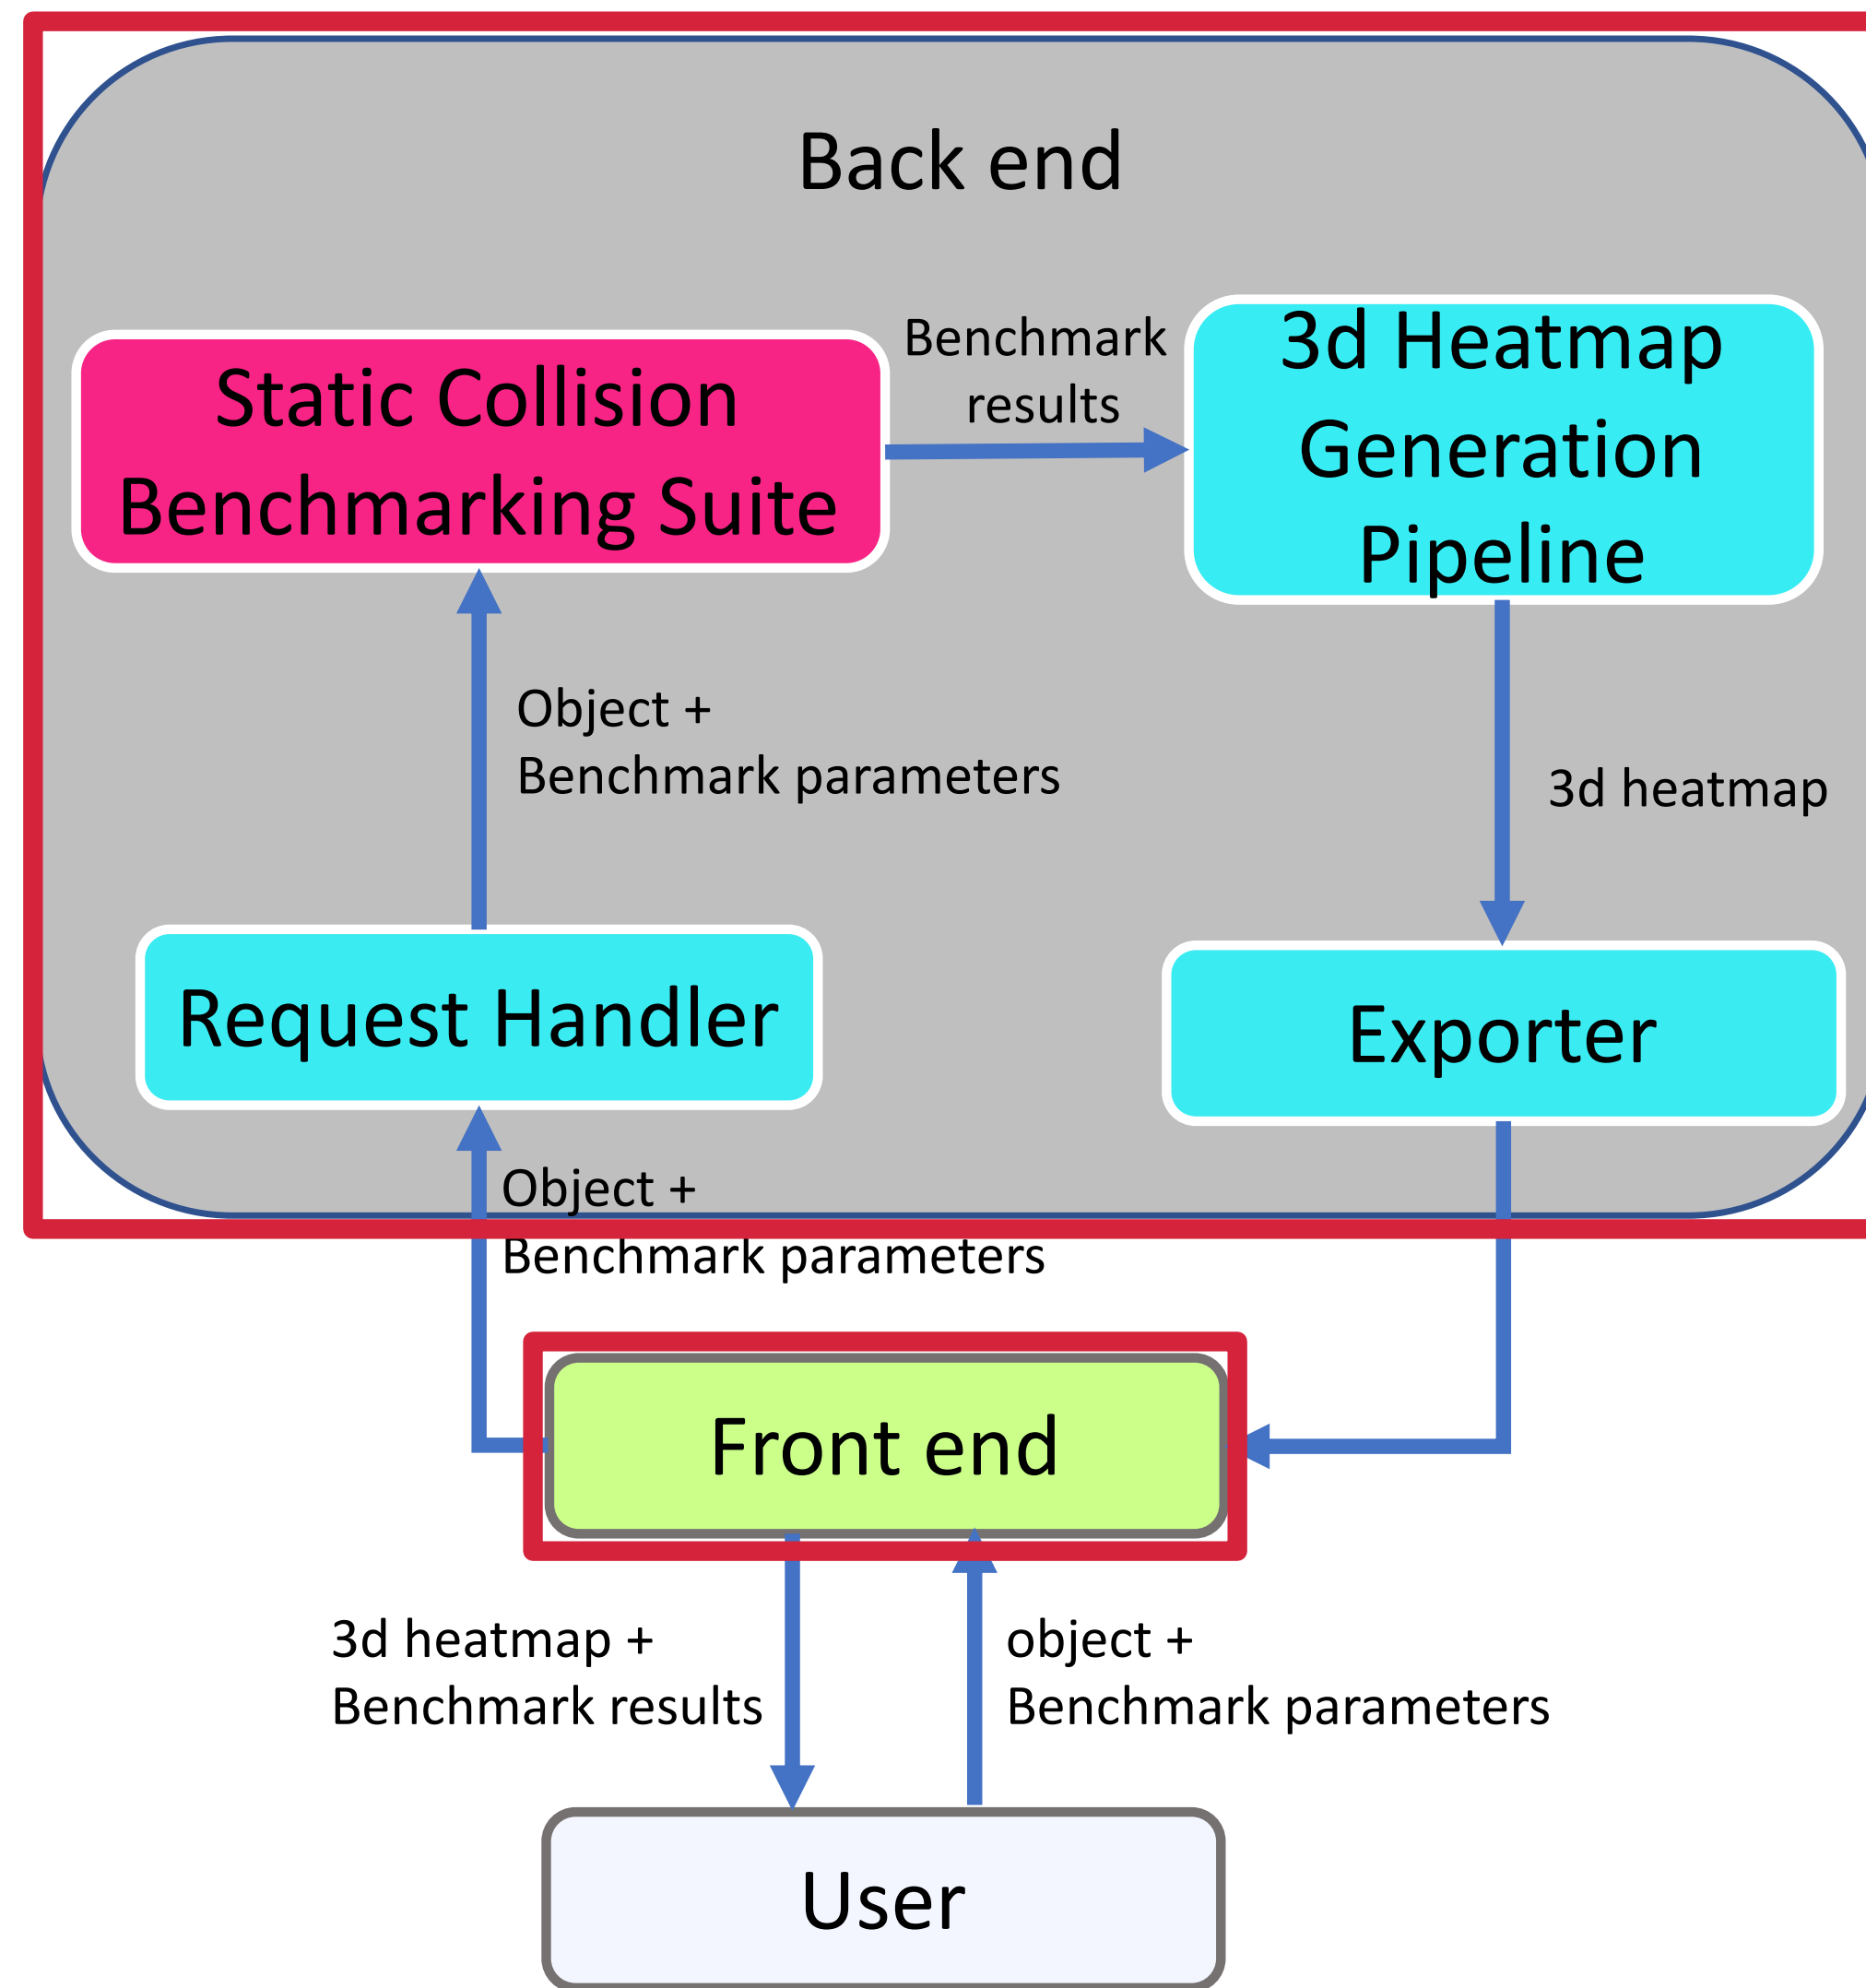 Back end
Static Collision
Benchmarking Suite
Benchmark
results
3d Heatmap
Generation
Pipeline
Object +
Benchmark parameters
3d heatmap
Request Handler
Exporter
Object +
Benchmark parameters
Front end
3d heatmap +
Benchmark results
object +
Benchmark parameters
User